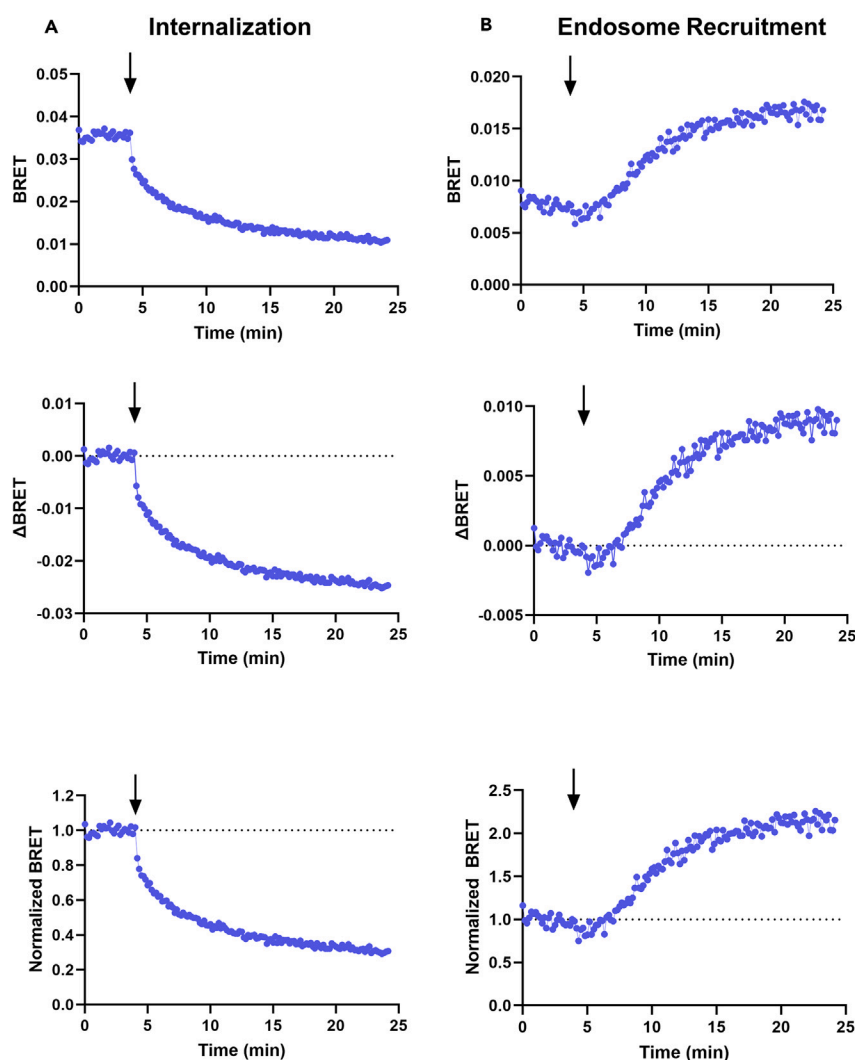 A Internalization
BRET
0.05
0.04
0.03
0.02
0.01
0.00
0 5 10 15 20 25
Time (min)
B Endosome Recruitment
BRET
0.020
0.015
0.010
0.005
0.000
0 5 10 15 20 25
Time (min)
ΔBRET
0.01
0.00
-0.01
-0.02
-0.03
0 5 10 15 20 25
Time (min)
ΔBRET
0.010
0.005
0.000
-0.005
0 5 10 15 20 25
Time (min)
Normalized BRET
1.2
1.0
0.8
0.6
0.4
0.2
0.0
0 5 10 15 20 25
Time (min)
Normalized BRET
2.5
2.0
1.5
1.0
0.5
0.0
0 5 10 15 20 25
Time (min)